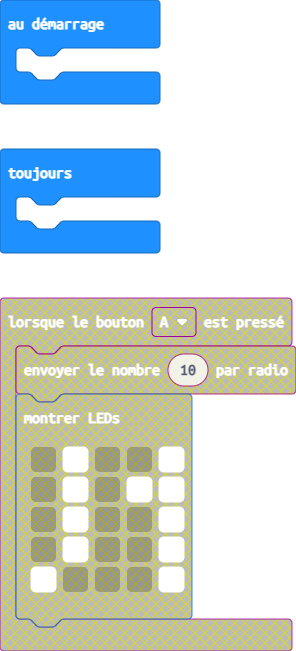 au démarrage
toujours
lorsque le bouton A est pressé
envoyer le nombre 10 par radio
montrer LEDs